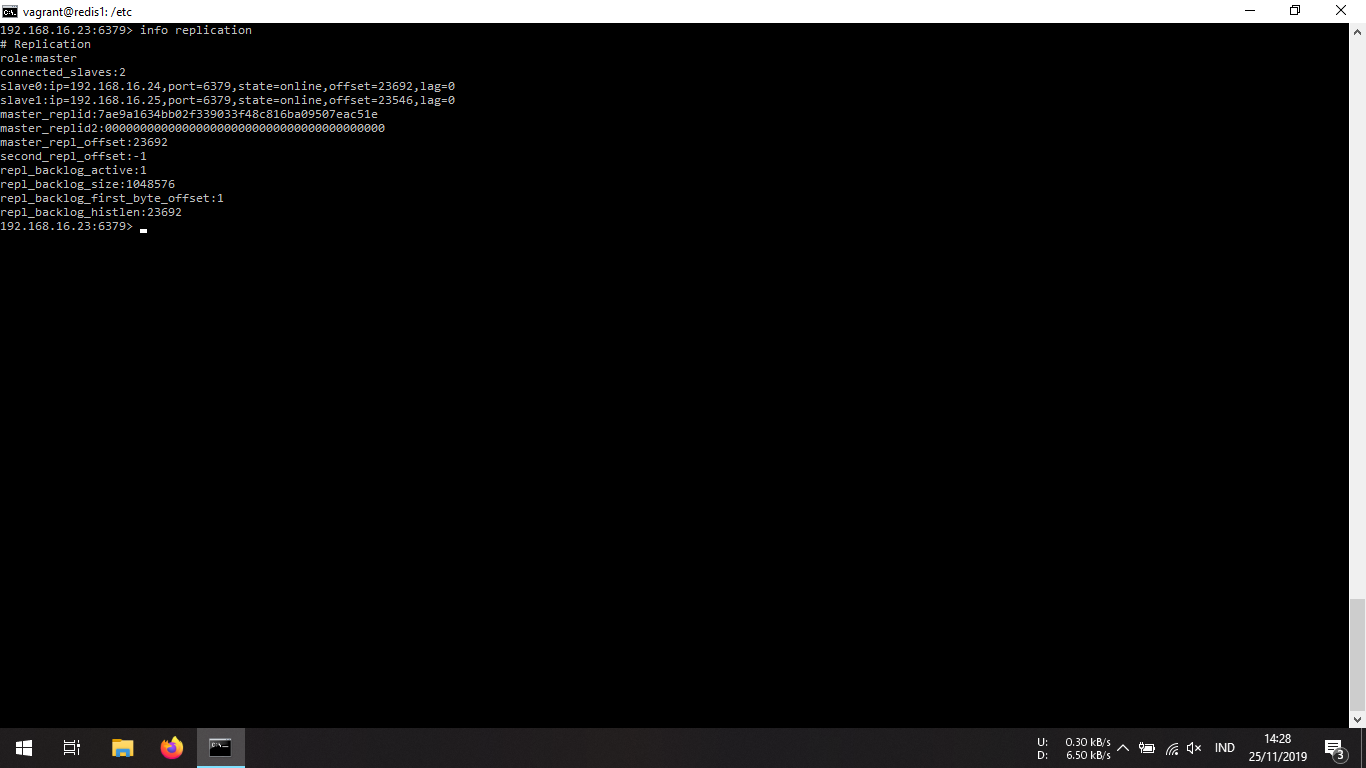 vagrant@redis1: /etc
192.168.16.23:6379> info replication
# Replication
role:master
connected_slaves:2
slave0:ip=192.168.16.24,port=6379,state=online,offset=23692,lag=0
slave1:ip=192.168.16.25,port=6379,state=online,offset=23546,lag=0
master_replid:7ae9a1634bb02f339033f48c816ba09507eac51e
master_replid2:0000000000000000000000000000000000000000
master_repl_offset:23692
second_repl_offset:-1
repl_backlog_active:1
repl_backlog_size:1048576
repl_backlog_first_byte_offset:1
repl_backlog_histlen:23692
192.168.16.23:6379>
U: 0.30 kB/s
D: 6.50 kB/s
IND
14:28
25/11/2019
3